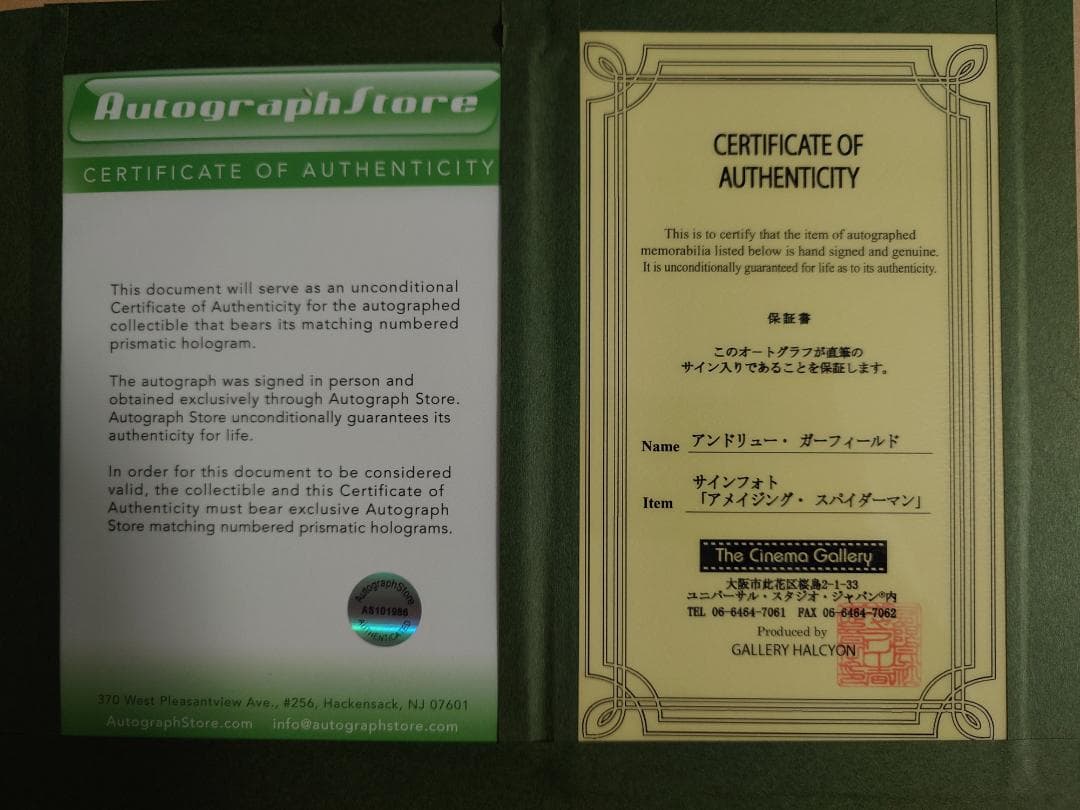 AutographStore
CERTIFICATE OF AUTHENTICITY
This document will serve as an unconditional
Certificate of Authenticity for the autographed
collectible that bears its matching numbered
prismatic hologram.
The autograph was signed in person and
obtained exclusively through Autograph Store.
Autograph Store unconditionally guarantees its
authenticity for life.
In order for this document to be considered
valid, the collectible and this Certificate of
Authenticity must bear exclusive Autograph
Store matching numbered prismatic holograms.
AutographStore
AS101986
370 West Pleasantview Ave., #256, Hackensack, NJ 07601
AutographStore.com info@autographstore.com
CERTIFICATE OF
AUTHENTICITY
This is to certify that the item of autographed
memorabilia listed below is hand signed and genuine.
It is unconditionally guaranteed for life as to its authenticity.
保証書
このオートグラフが直筆の
サイン入りであることを保証します。
Name アンドリュー・ ガーフィールド
サインフォト
Item 「アメイジング・ スパイダーマン」
The Cinema Gallery
大阪市此花区桜島2-1-33
ユニバーサル・スタジオ・ジャパン®内
TEL 06-6464-7061 FAX 06-6464-7062
Produced by
GALLERY HALCYON